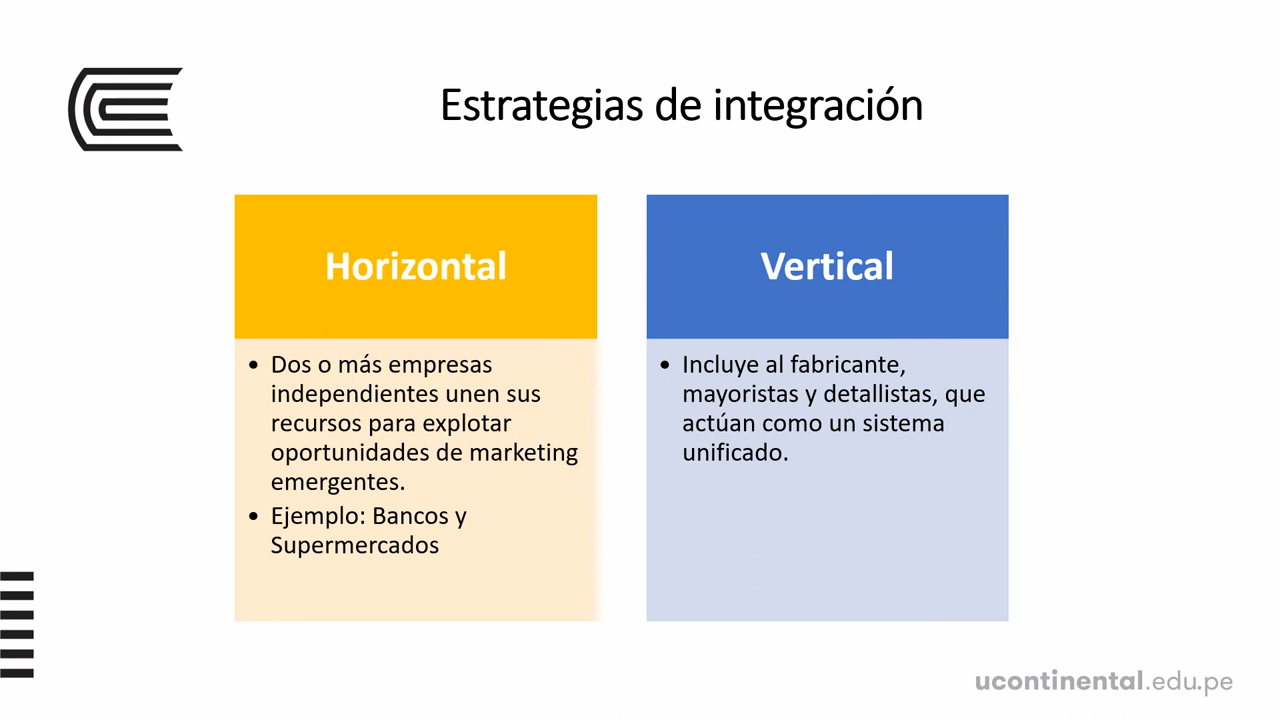 Estrategias de integración
Horizontal
• Dos o más empresas
independientes unen sus
recursos para explotar
oportunidades de marketing
emergentes.
• Ejemplo: Bancos y
Supermercados
Vertical
• Incluye al fabricante,
mayoristas y detallistas, que
actúan como un sistema
unificado.
ucontinental.edu.pe